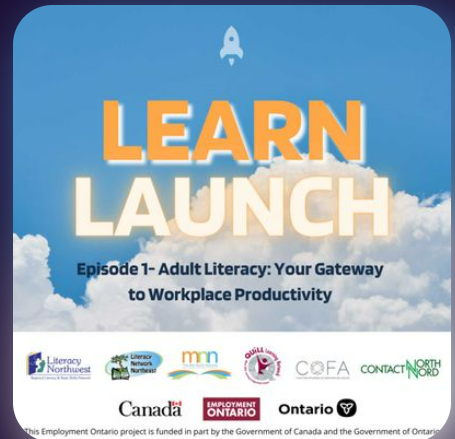 LEARN
LAUNCH
Episode 1- Adult Literacy: Your Gateway
to Workplace Productivity
Literacy
Northwest
Literacy
Network
Northeast
mnn
QUILL
COFA
CONTACT NORTH
NORD
Canada
EMPLOYMENT
ONTARIO
Ontario
This Employment Ontario project is funded in part by the Government of Canada and the Government of Ontario